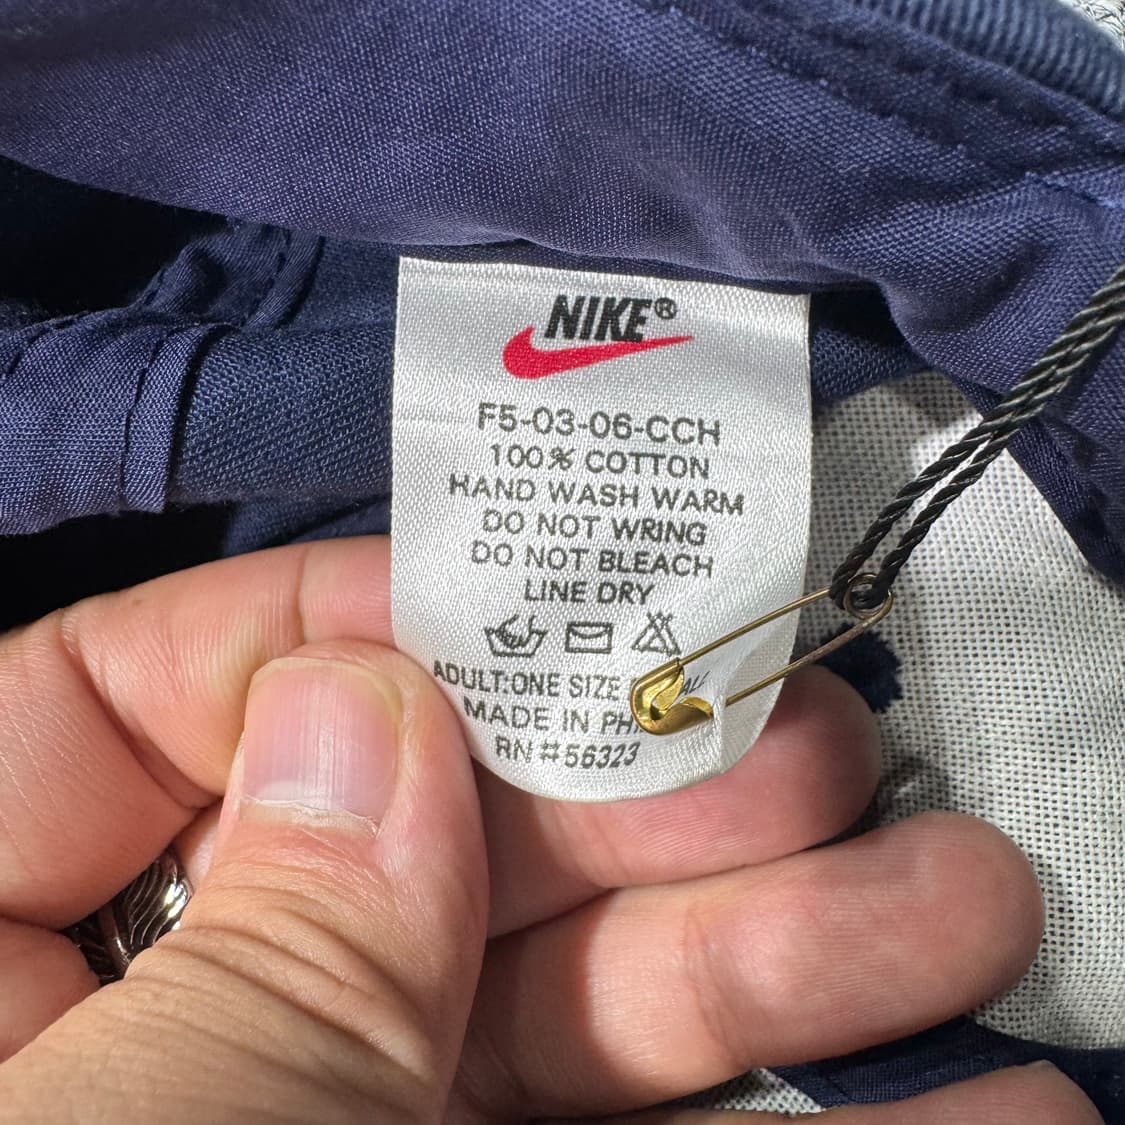 NIKE®
F5-03-06-CCH
100% COTTON
HAND WASH WARM
DO NOT WRING
DO NOT BLEACH
LINE DRY
ADULT:ONE SIZE
MADE IN
RN #56323